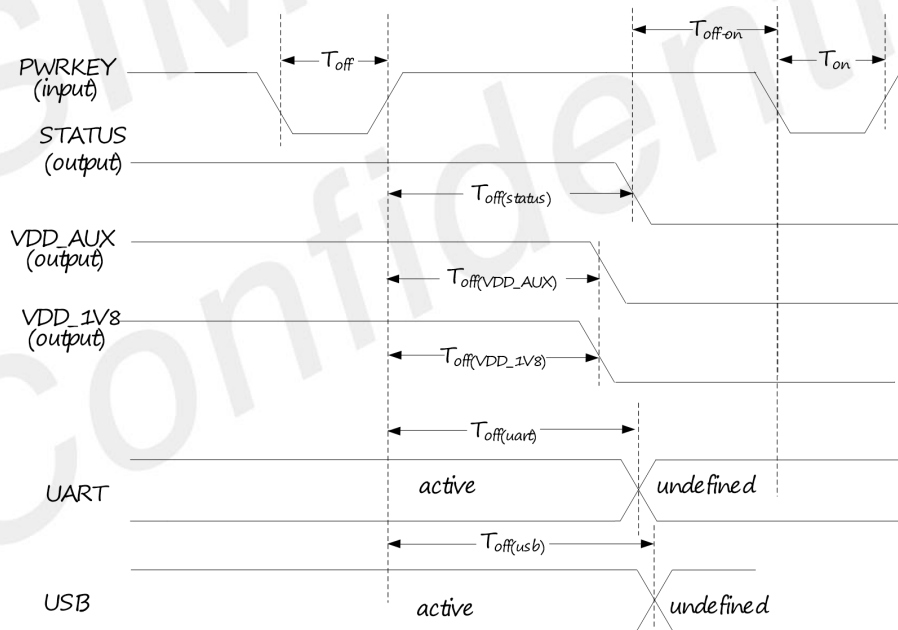 Toff-on
Toff
Ton
PWRKEY
(input)
STATUS
(output)
Toff(status)
VDD_AUX
(output)
Toff(VDD_AUX)
VDD_1V8
(output)
Toff(VDD_1V8)
Toff(uart)
UART
active
undefined
Toff(usb)
USB
active
undefined
Confident